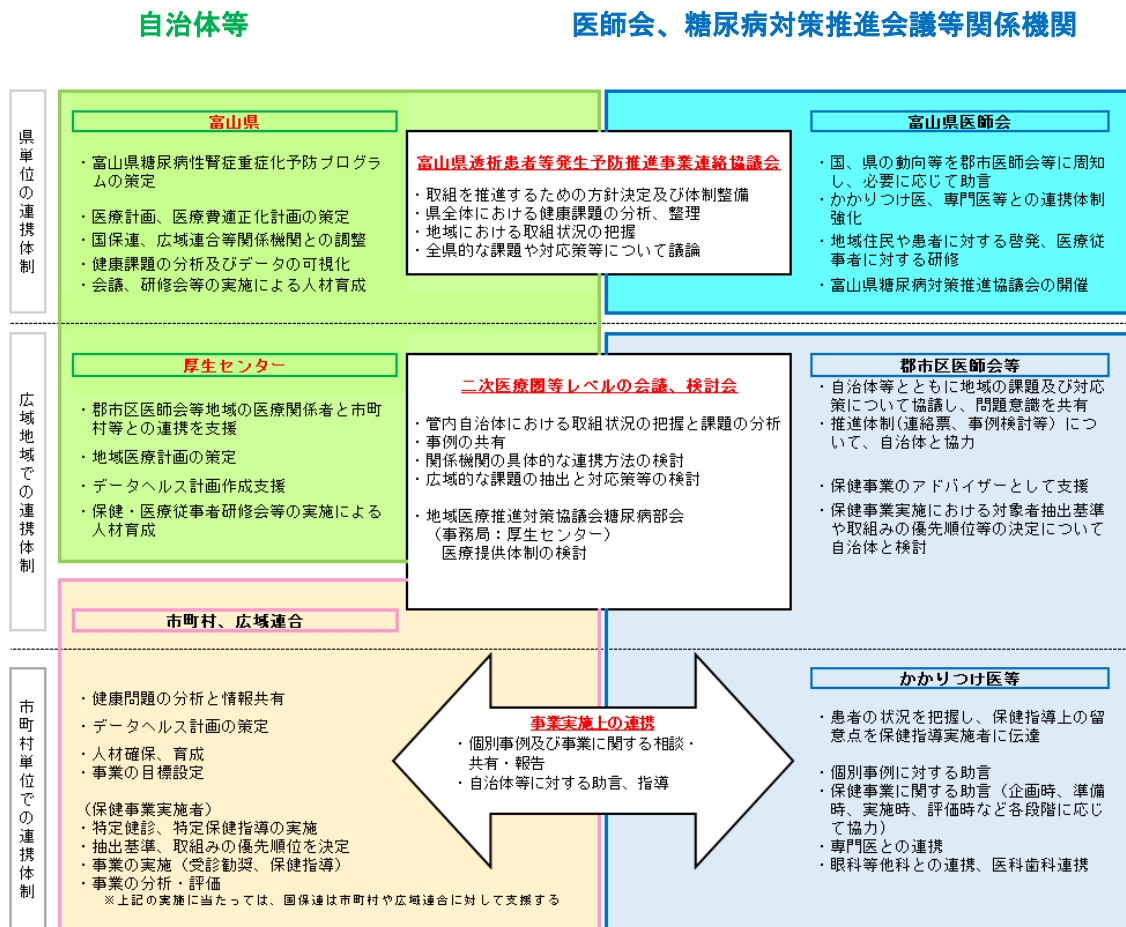 自治体等
医師会、糖尿病対策推進会議等関係機関
県単位の連携体制
富山県
・富山県糖尿病性腎症重症化予防プログラ
ムの策定
・医療計画、医療費適正化計画の策定
・国保連、広域連合等関係機関との調整
・健康課題の分析及びデータの可視化
・会議、研修会等の実施による人材育成
富山県透析患者等発生予防推進事業連絡協議会
・取組を推進するための方針決定及び体制整備
・県全体における健康課題の分析、整理
・地域における取組状況の把握
・全県的な課題や対応策等について議論
富山県医師会
・国、県の動向等を郡市医師会等に周知
し、必要に応じて助言
・かかりつけ医、専門医等との連携体制
強化
・地域住民や患者に対する啓発、医療従
事者に対する研修
・富山県糖尿病対策推進協議会の開催
広域地域での連携体制
厚生センター
・郡市区医師会等地域の医療関係者と市町
村等との連携を支援
・地域医療計画の策定
・データヘルス計画作成支援
・保健・医療従事者研修会等の実施による
人材育成
二次医療圏等レベルの会議、検討会
・管内自治体における取組状況の把握と課題の分析
・事例の共有
・関係機関の具体的な連携方法の検討
・広域的な課題の抽出と対応策等の検討
・地域医療推進対策協議会糖尿病部会
（事務局：厚生センター）
医療提供体制の検討
郡市区医師会等
・自治体等とともに地域の課題及び対応
策について協議し、問題意識を共有
・推進体制(連絡票、事例検討等）につ
いて、自治体と協力
・保健事業のアドバイザーとして支援
・保健事業実施における対象者抽出基準
や取組みの優先順位等の決定について
自治体と検討
市町村、広域連合
市町村単位での連携体制
・健康問題の分析と情報共有
・データヘルス計画の策定
・人材確保、育成
・事業の目標設定
（保健事業実施者）
・特定健診、特定保健指導の実施
・抽出基準、取組みの優先順位を決定
・事業の実施（受診勧奨、保健指導）
・事業の分析・評価
※上記の実施に当たっては、国保連は市町村や広域連合に対して支援する
事業実施上の連携
・個別事例及び事業に関する相談・
共有・報告
・自治体等に対する助言、指導
かかりつけ医等
・患者の状況を把握し、保健指導上の留
意点を保健指導実施者に伝達
・個別事例に対する助言
・保健事業に関する助言（企画時、準備
時、実施時、評価時など各段階に応じ
て協力）
・専門医との連携
・眼科等他科との連携、医科歯科連携